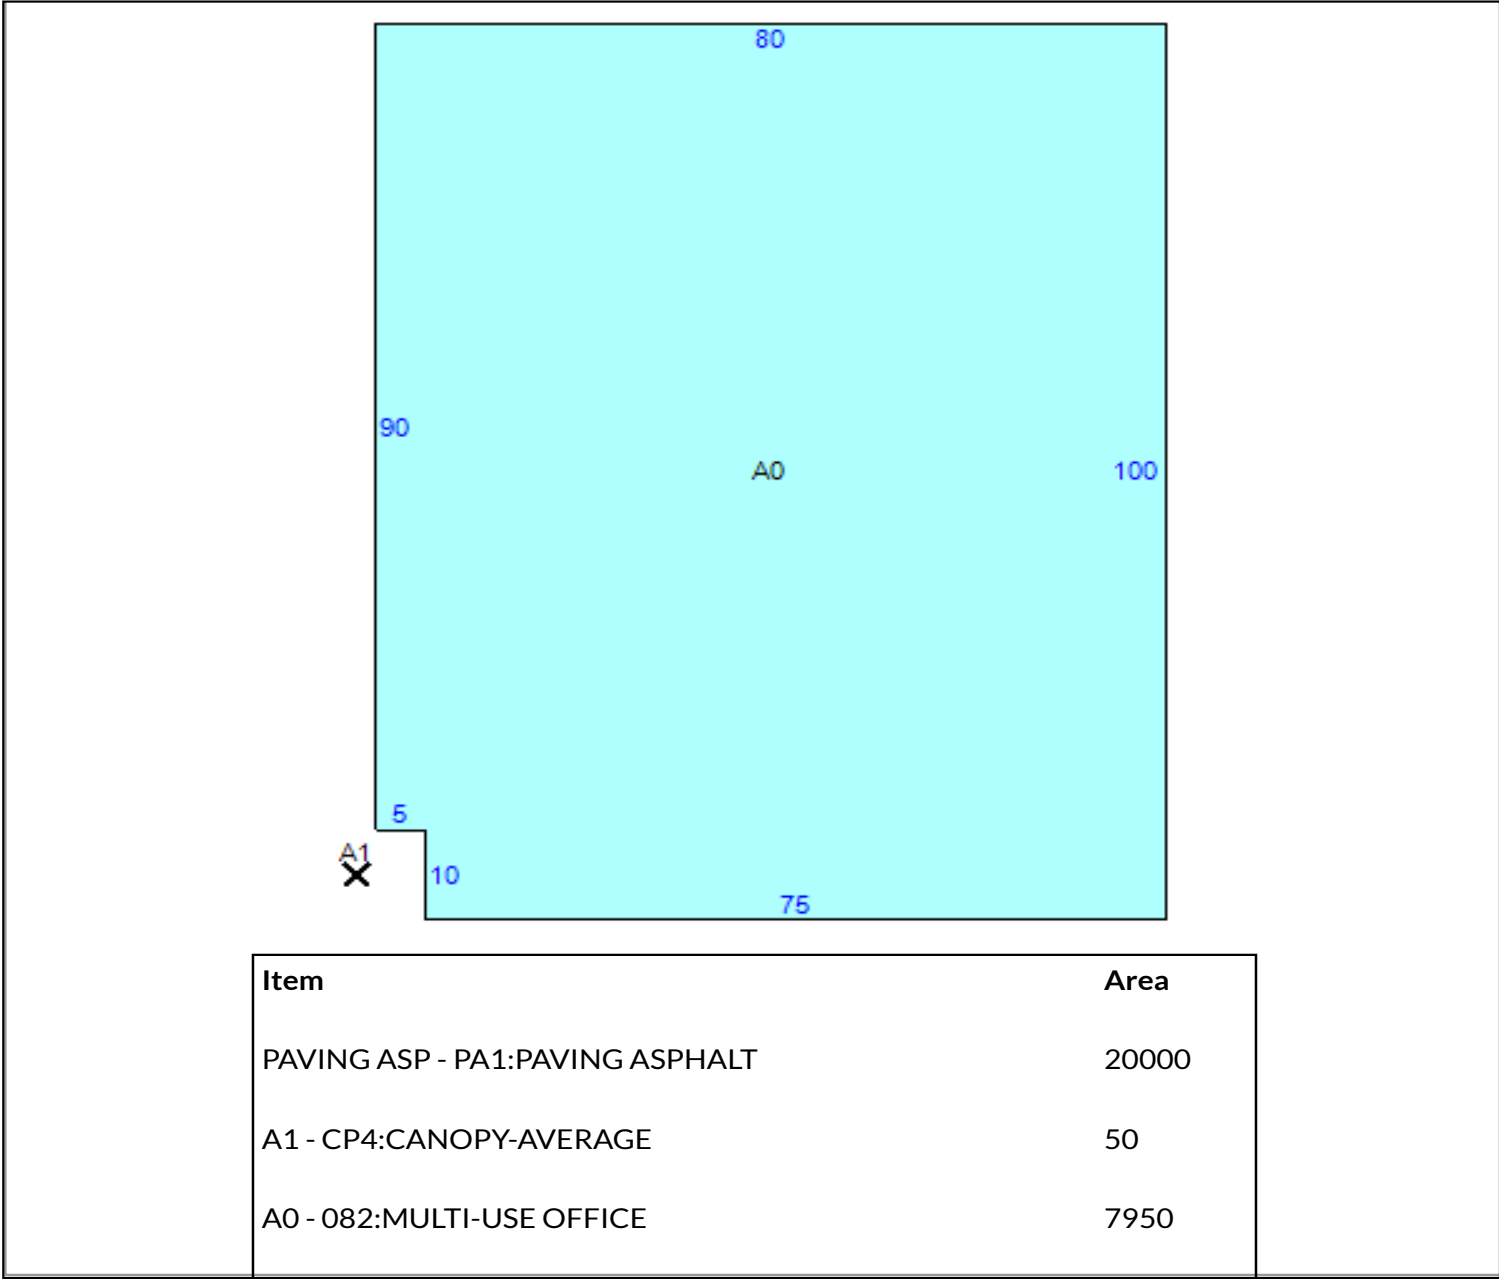 80
90
A0
100
5
A1
10
75
Item Area
PAVING ASP - PA1:PAVING ASPHALT 20000
A1 - CP4:CANOPY-AVERAGE 50
A0 - 082:MULTI-USE OFFICE 7950